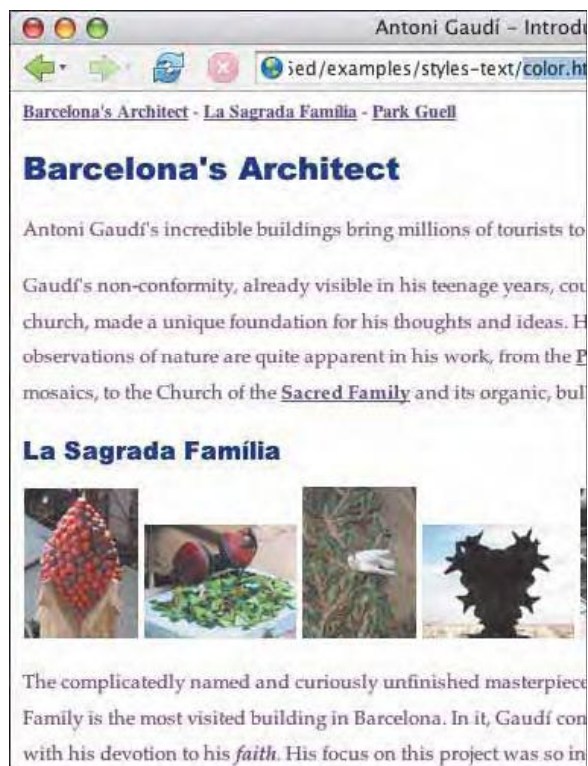 Antoni Gaudí – Introdu
5ed/examples/styles-text/color.ht
Barcelona's Architect - La Sagrada Família - Park Guell
Barcelona's Architect
Antoni Gaudí's incredible buildings bring millions of tourists to
Gaudí's non-conformity, already visible in his teenage years, cou
church, made a unique foundation for his thoughts and ideas. H
observations of nature are quite apparent in his work, from the P
mosaics, to the Church of the Sacred Family and its organic, bul
La Sagrada Família
The complicatedly named and curiously unfinished masterpiece
Family is the most visited building in Barcelona. In it, Gaudí con
with his devotion to his faith. His focus on this project was so in